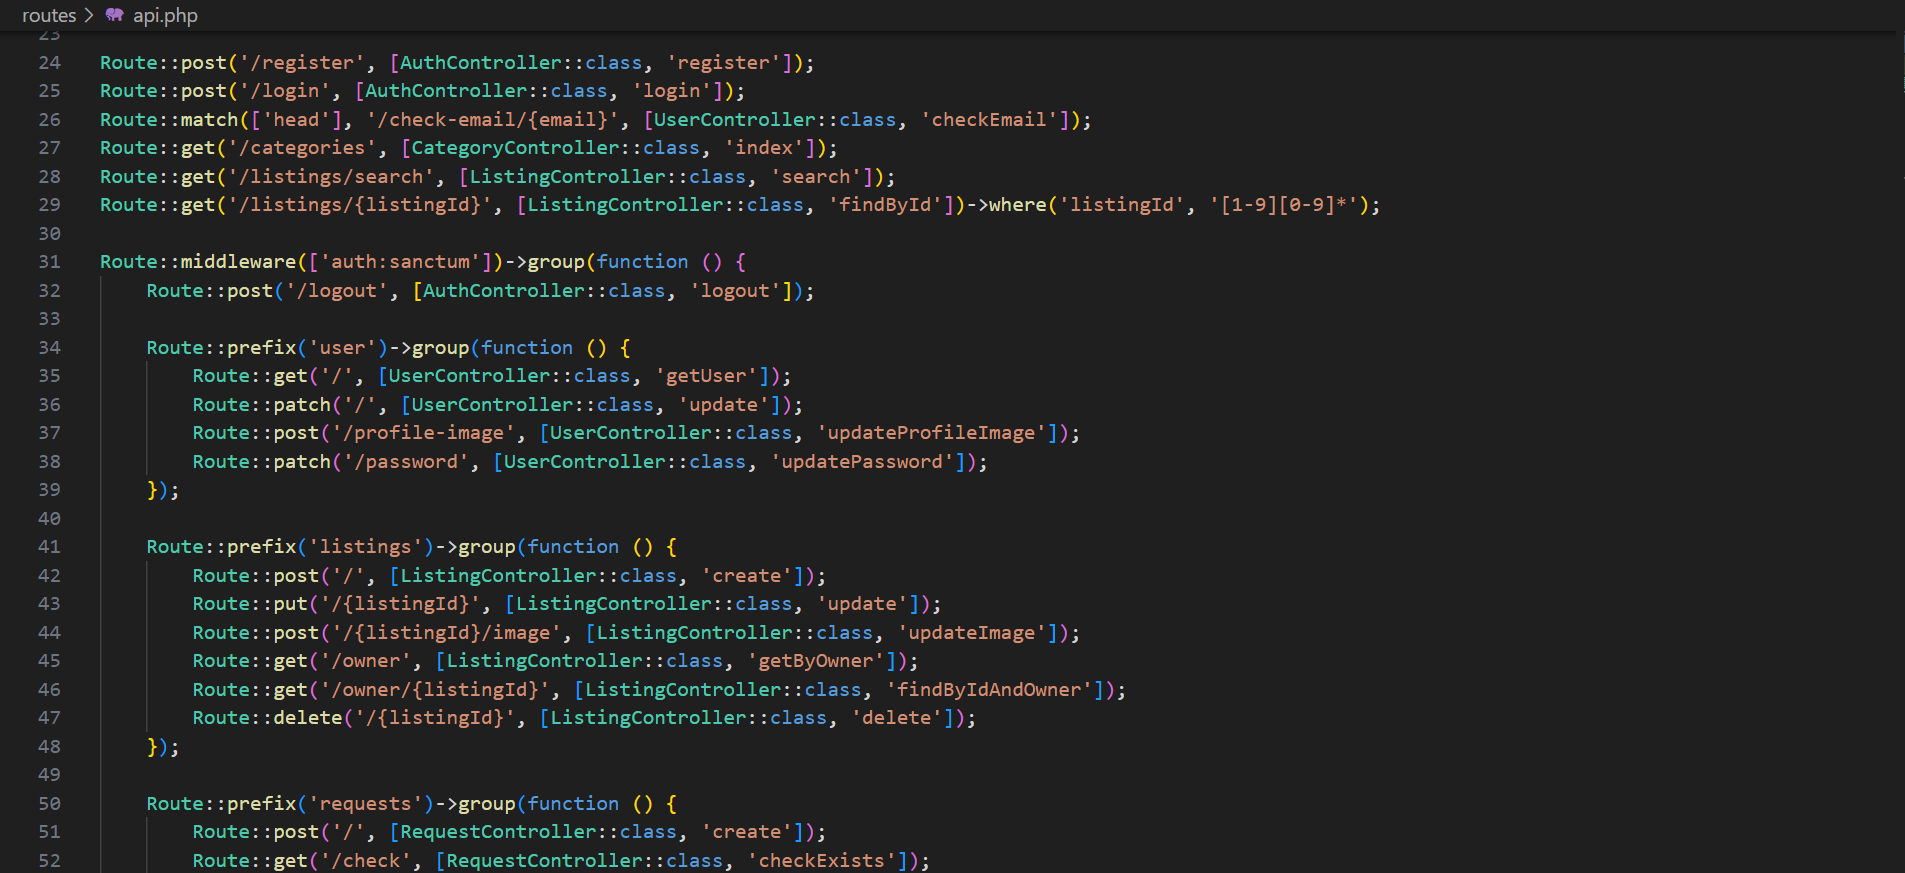 routes > api.php
23
24 Route::post('/register', [AuthController::class, 'register']);
25 Route::post('/login', [AuthController::class, 'login']);
26 Route::match(['head'], '/check-email/{email}', [UserController::class, 'checkEmail']);
27 Route::get('/categories', [CategoryController::class, 'index']);
28 Route::get('/listings/search', [ListingController::class, 'search']);
29 Route::get('/listings/{listingId}', [ListingController::class, 'findById'])->where('listingId', '[1-9][0-9]*');
30
31 Route::middleware(['auth:sanctum'])->group(function () {
32     Route::post('/logout', [AuthController::class, 'logout']);
33
34     Route::prefix('user')->group(function () {
35         Route::get('/', [UserController::class, 'getUser']);
36         Route::patch('/', [UserController::class, 'update']);
37         Route::post('/profile-image', [UserController::class, 'updateProfileImage']);
38         Route::patch('/password', [UserController::class, 'updatePassword']);
39     });
40
41     Route::prefix('listings')->group(function () {
42         Route::post('/', [ListingController::class, 'create']);
43         Route::put('/{listingId}', [ListingController::class, 'update']);
44         Route::post('/{listingId}/image', [ListingController::class, 'updateImage']);
45         Route::get('/owner', [ListingController::class, 'getByOwner']);
46         Route::get('/owner/{listingId}', [ListingController::class, 'findByIdAndOwner']);
47         Route::delete('/{listingId}', [ListingController::class, 'delete']);
48     });
49
50     Route::prefix('requests')->group(function () {
51         Route::post('/', [RequestController::class, 'create']);
52         Route::get('/check', [RequestController::class, 'checkExists']);